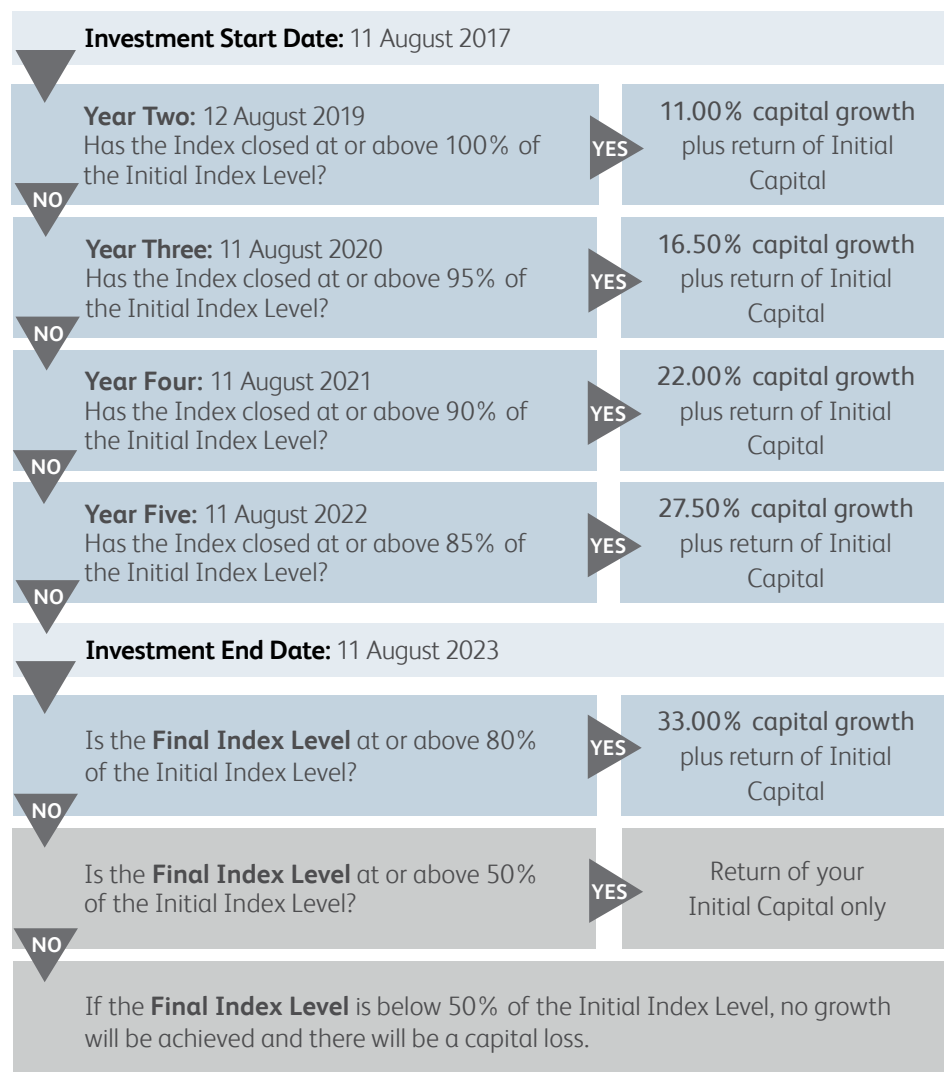 Investment Start Date: 11 August 2017
Year Two: 12 August 2019
Has the Index closed at or above 100% of
the Initial Index Level?
YES
11.00% capital growth
plus return of Initial
Capital
NO
Year Three: 11 August 2020
Has the Index closed at or above 95% of
the Initial Index Level?
YES
16.50% capital growth
plus return of Initial
Capital
NO
Year Four: 11 August 2021
Has the Index closed at or above 90% of
the Initial Index Level?
YES
22.00% capital growth
plus return of Initial
Capital
NO
Year Five: 11 August 2022
Has the Index closed at or above 85% of
the Initial Index Level?
YES
27.50% capital growth
plus return of Initial
Capital
NO
Investment End Date: 11 August 2023
Is the Final Index Level at or above 80%
of the Initial Index Level?
YES
33.00% capital growth
plus return of Initial
Capital
NO
Is the Final Index Level at or above 50%
of the Initial Index Level?
YES
Return of your
Initial Capital only
NO
If the Final Index Level is below 50% of the Initial Index Level, no growth
will be achieved and there will be a capital loss.